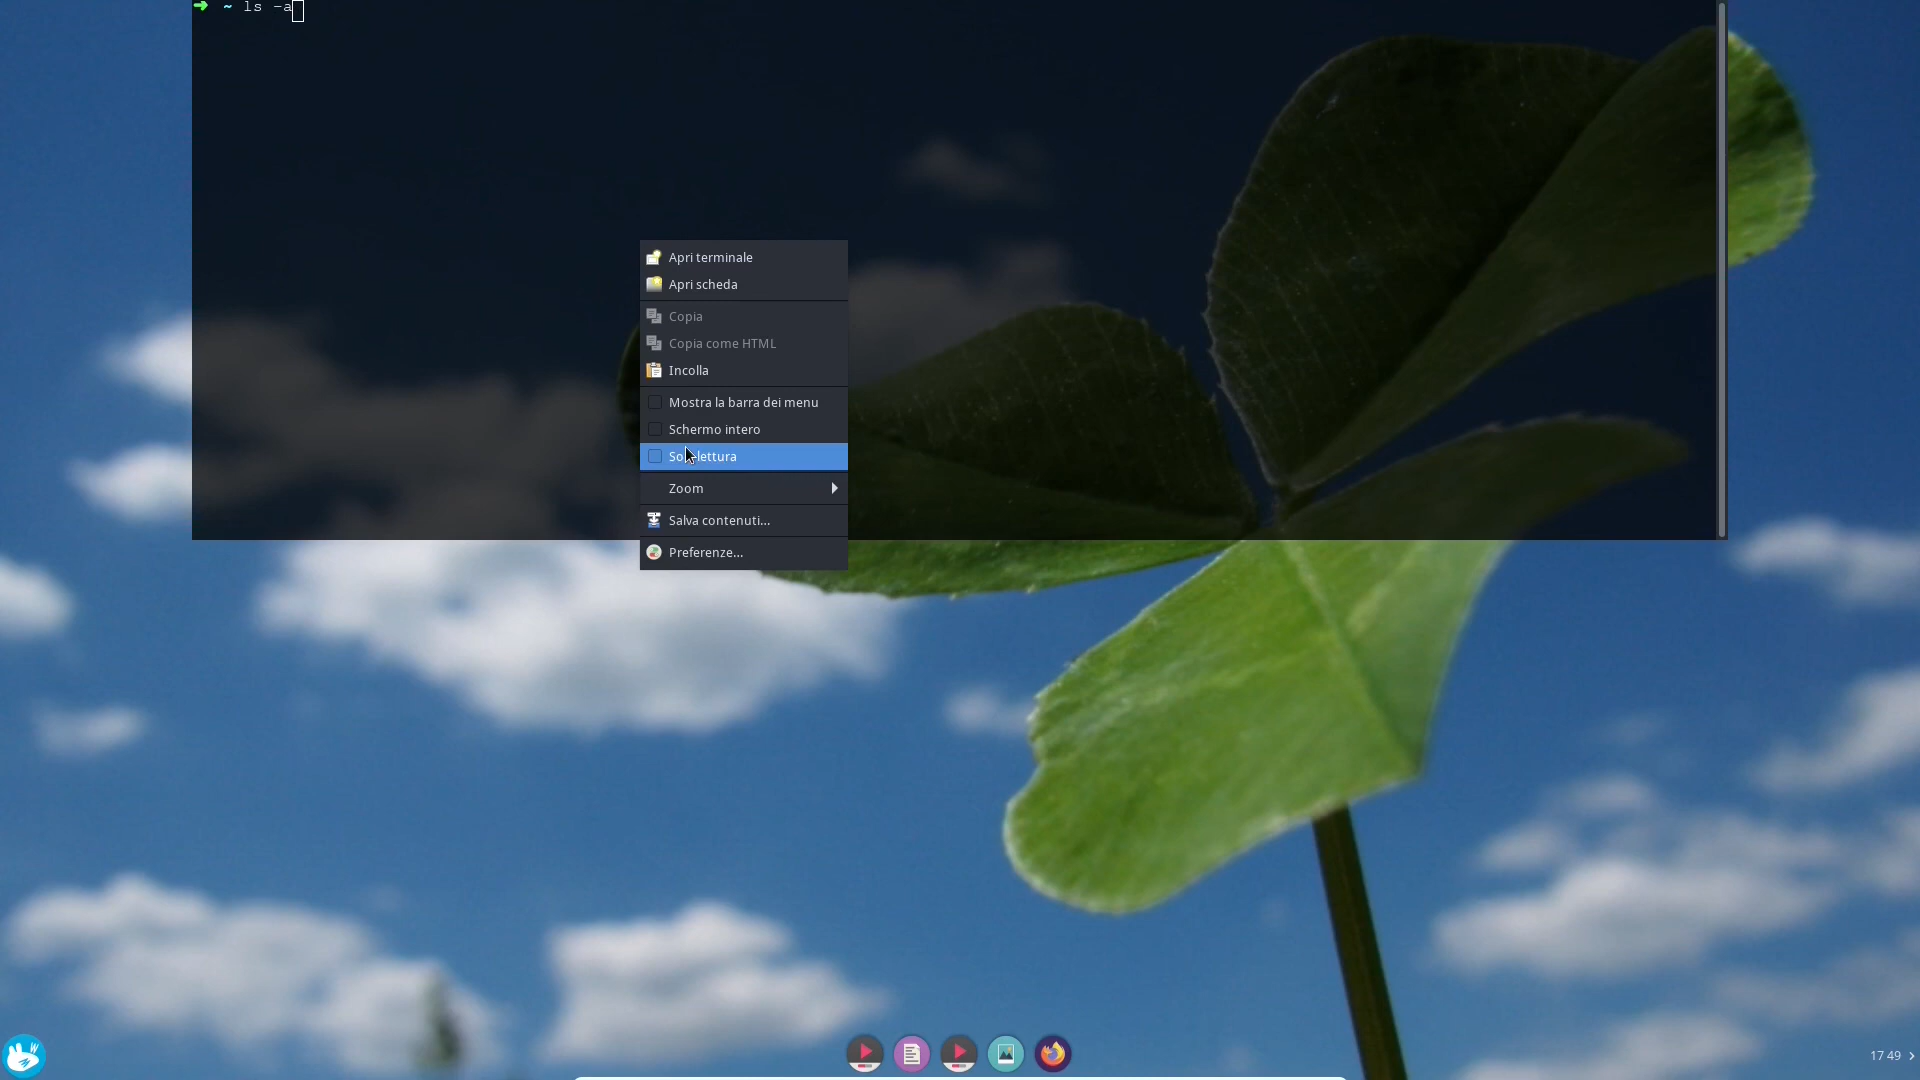 ➜ ~ ls -a
Apri terminale
Apri scheda
Copia
Copia come HTML
Incolla
Mostra la barra dei menu
Schermo intero
Sola lettura
Zoom
Salva contenuti...
Preferenze...
W
17 49